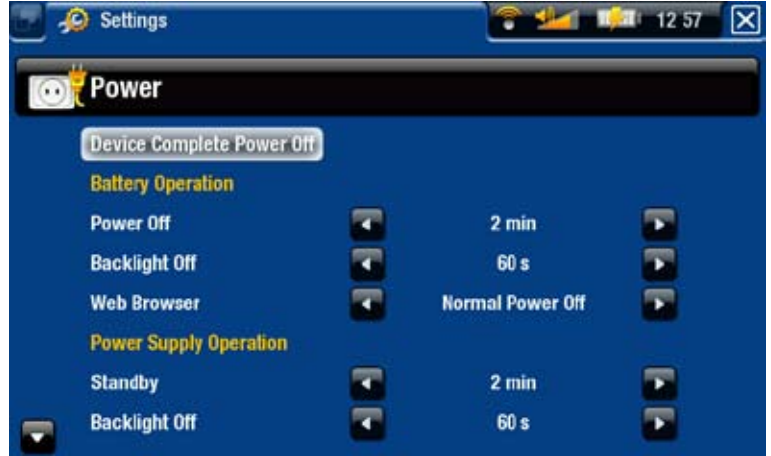 Settings 12 57
Power
Device Complete Power Off
Battery Operation
Power Off 2 min
Backlight Off 60 s
Web Browser Normal Power Off
Power Supply Operation
Standby 2 min
Backlight Off 60 s